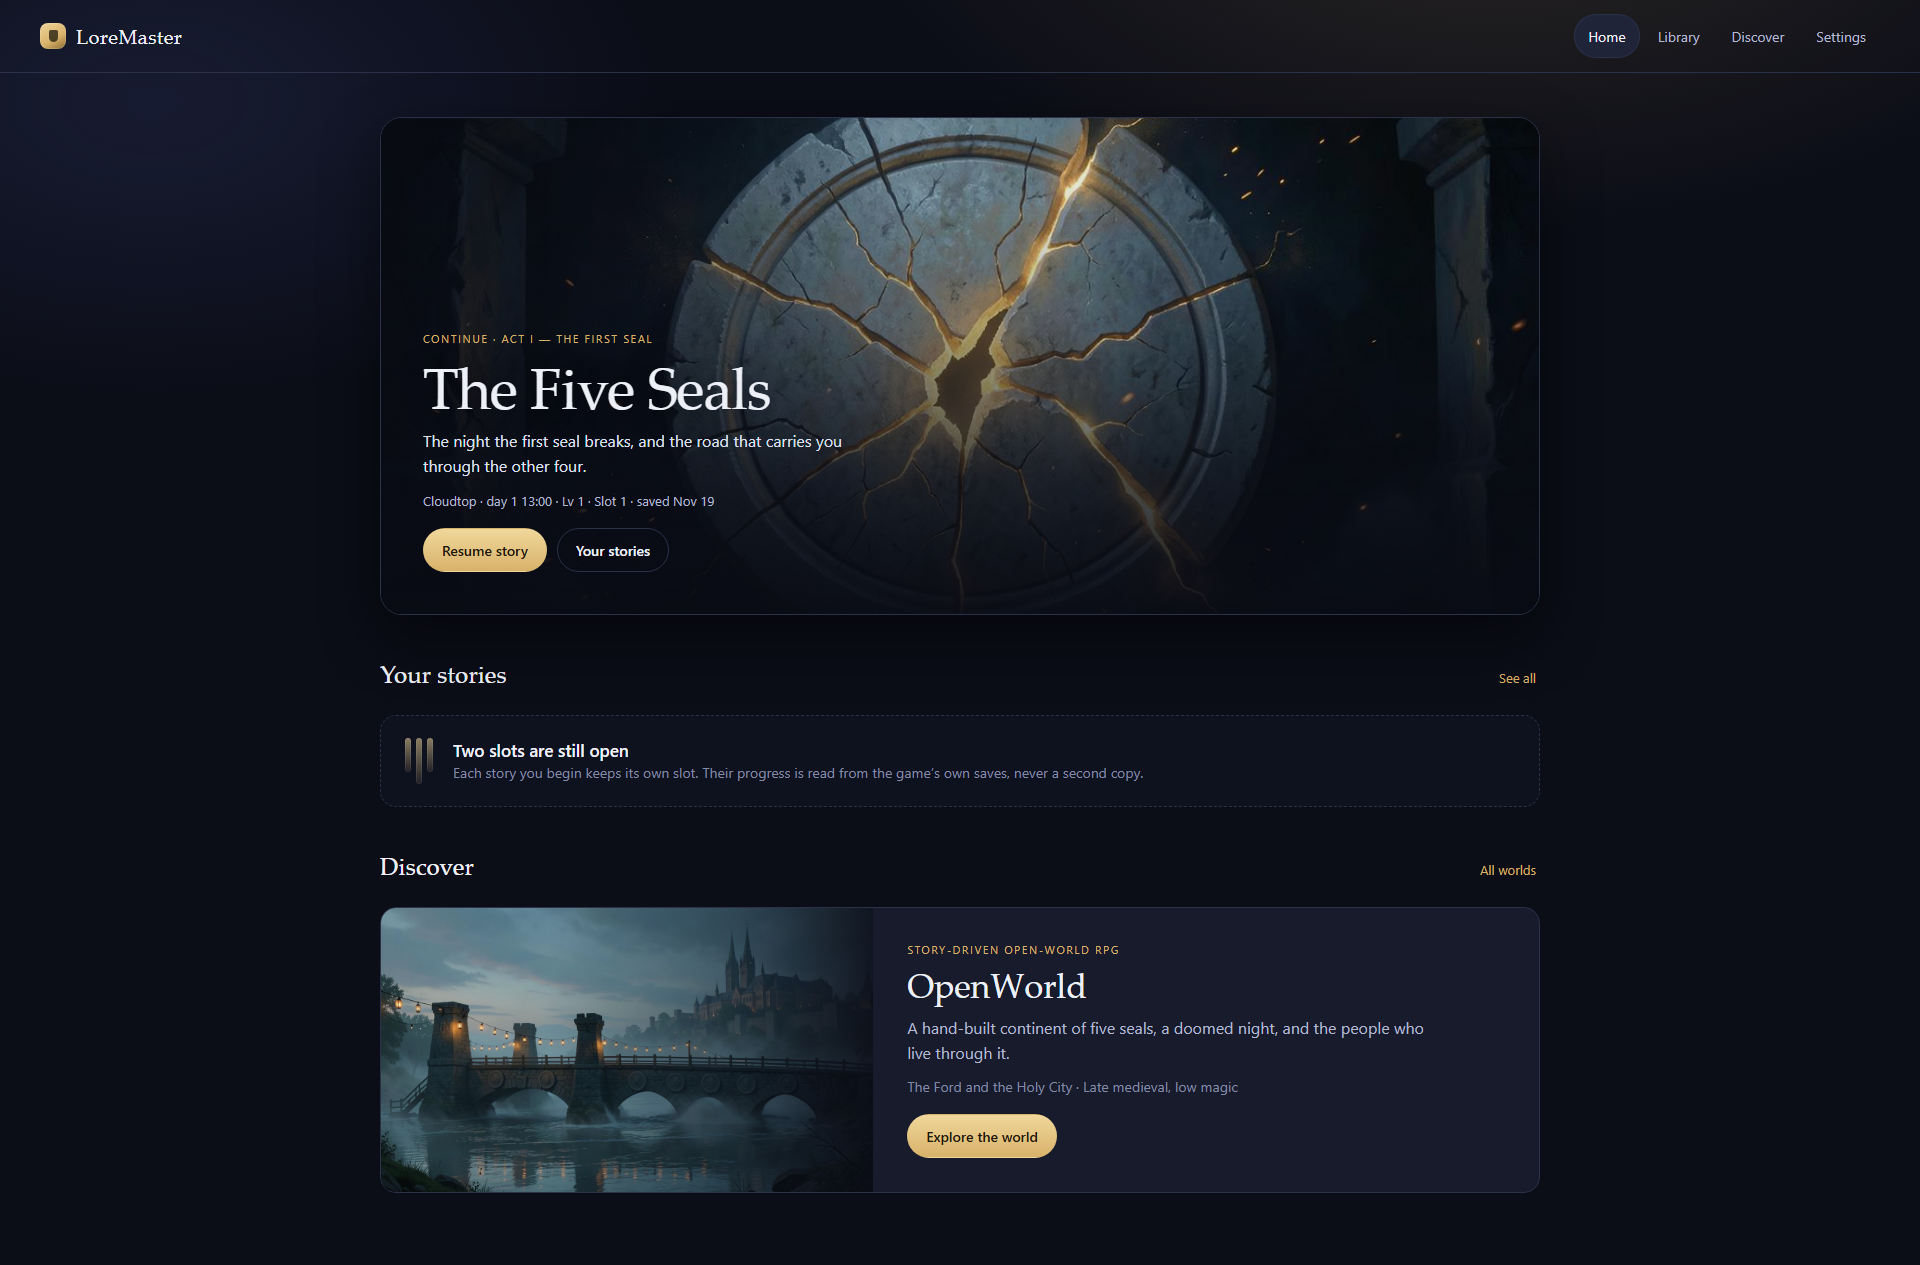 LoreMaster
Home
Library
Discover
Settings
CONTINUE · ACT I — THE FIRST SEAL
The Five Seals
The night the first seal breaks, and the road that carries you
through the other four.
Cloudtop · day 1 13:00 · Lv 1 · Slot 1 · saved Nov 19
Resume story
Your stories
Your stories
See all
Two slots are still open
Each story you begin keeps its own slot. Their progress is read from the game’s own saves, never a second copy.
Discover
All worlds
STORY-DRIVEN OPEN-WORLD RPG
OpenWorld
A hand-built continent of five seals, a doomed night, and the people who
live through it.
The Ford and the Holy City · Late medieval, low magic
Explore the world